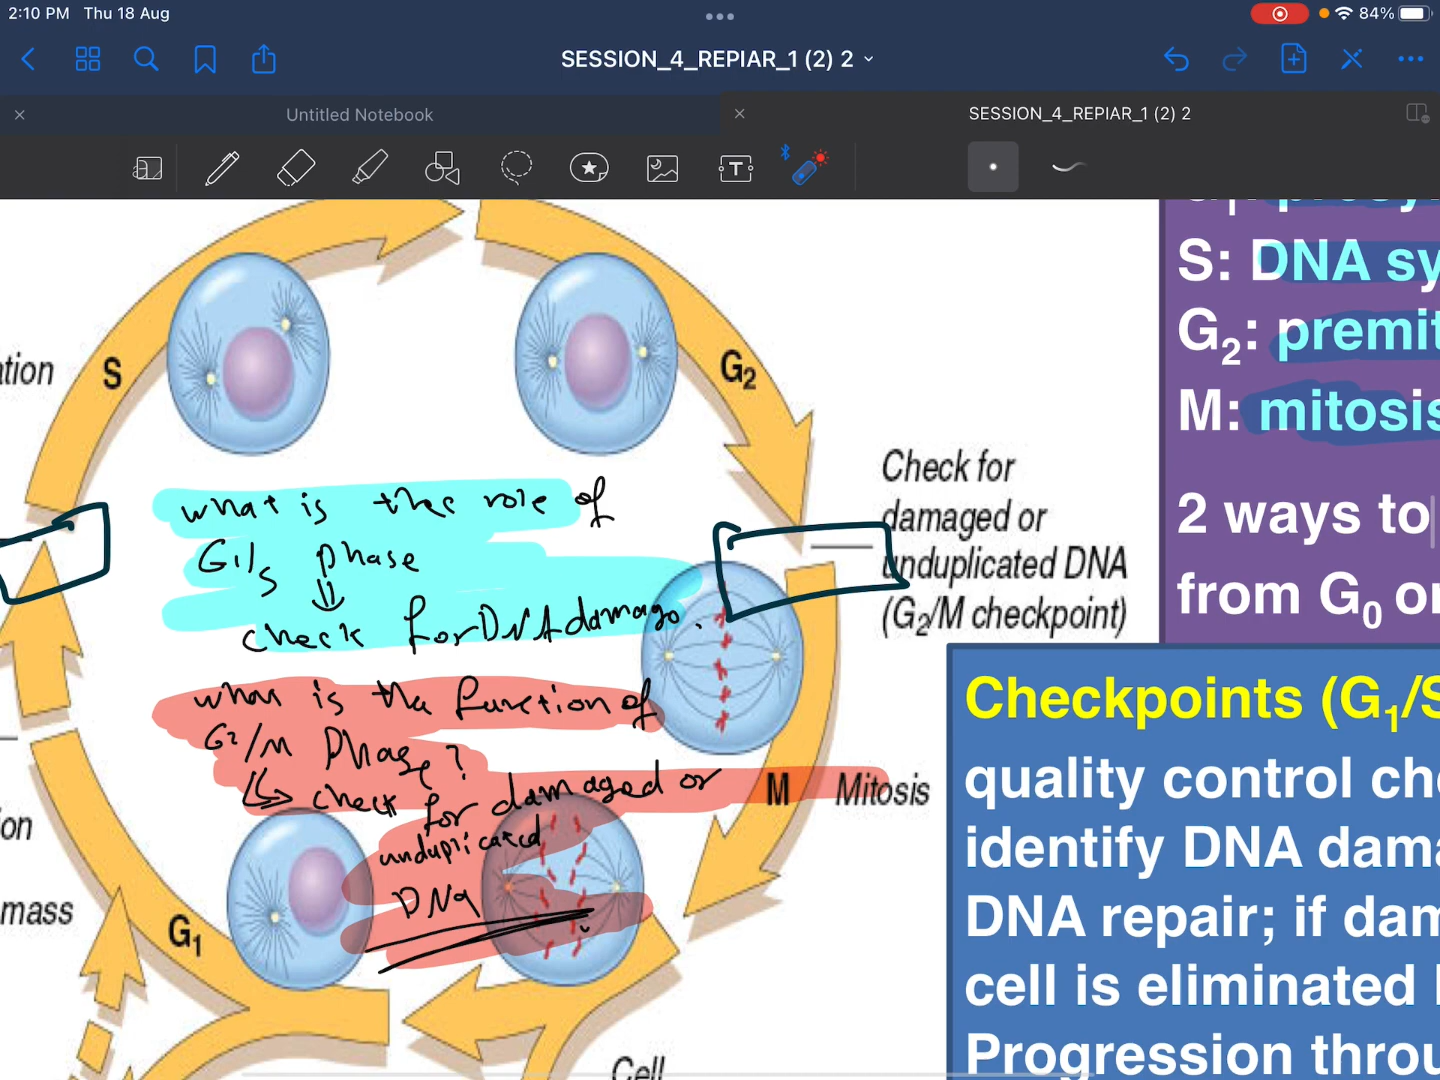 2:10 PM Thu 18 Aug
84%
SESSION_4_REPIAR_1 (2) 2
Untitled Notebook
SESSION_4_REPIAR_1 (2) 2
S: DNA sy
G2: premit
M: mitosis
2 ways to
from G0 or
ation
S
G2
Check for
damaged or
unduplicated DNA
(G2/M checkpoint)
what is the role of
G1/S phase
check for DNA damage.
what is the function of
G2/M Phase?
check for damaged or
unduplicated
DNA
M Mitosis
ion
mass
G1
Cell
Checkpoints (G1/S
quality control che
identify DNA dama
DNA repair; if dam
cell is eliminated
Progression throu